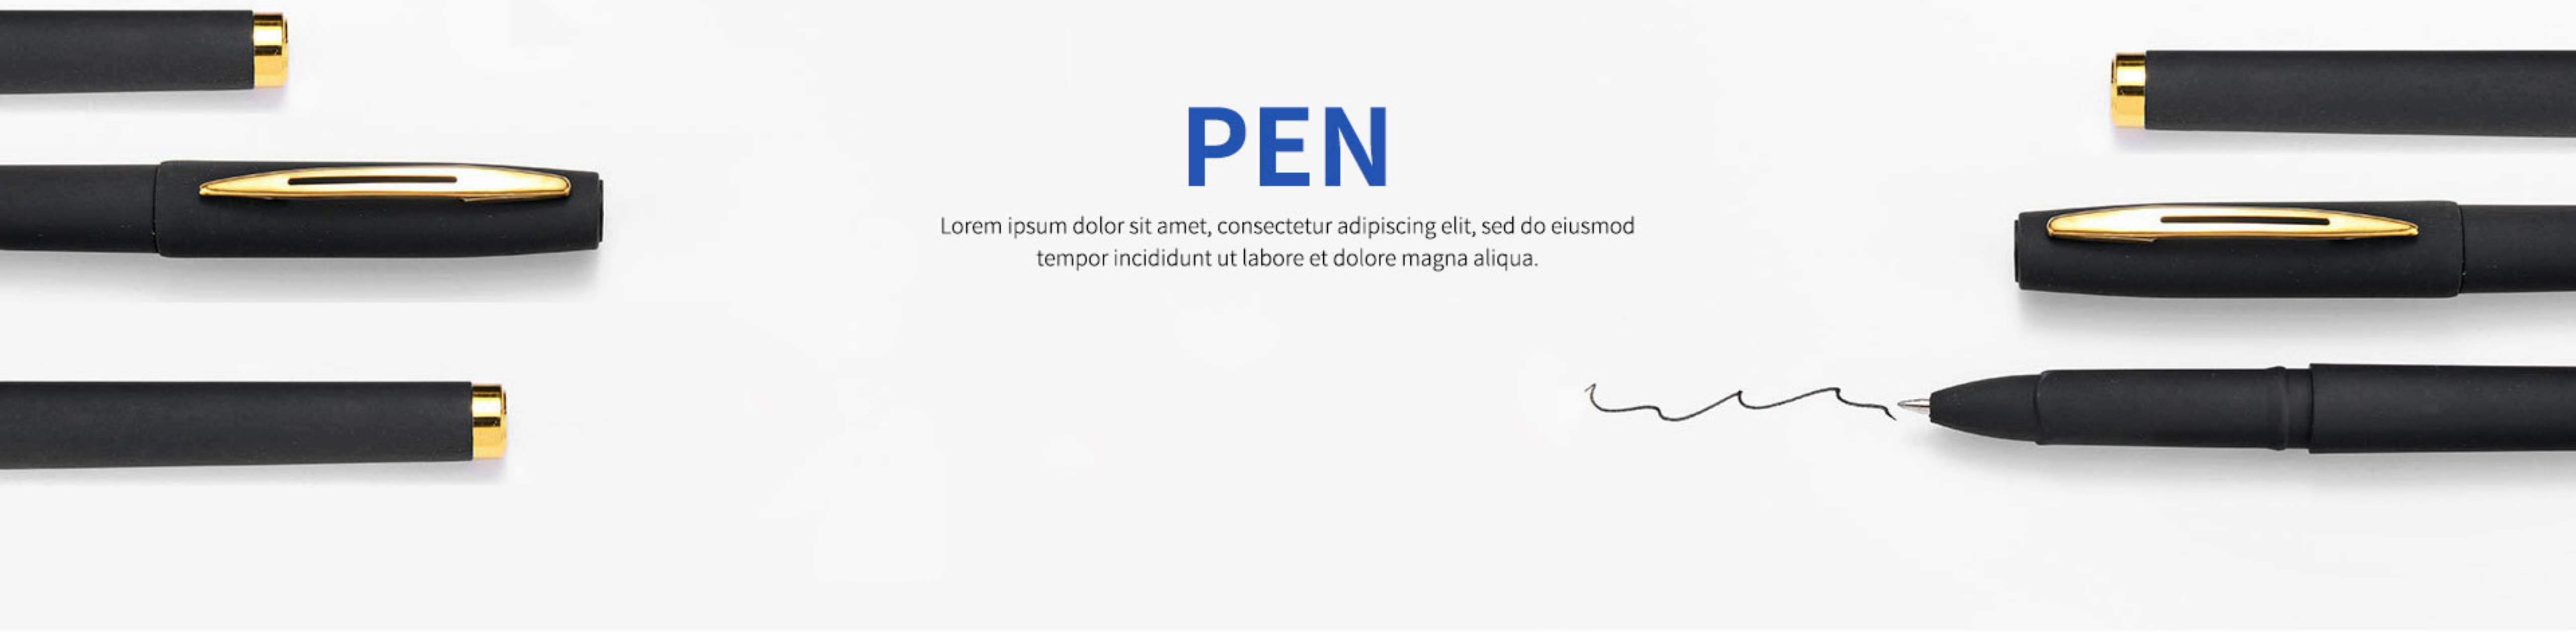 PEN
Lorem ipsum dolor sit amet, consectetur adipiscing elit, sed do eiusmod
tempor incididunt ut labore et dolore magna aliqua.